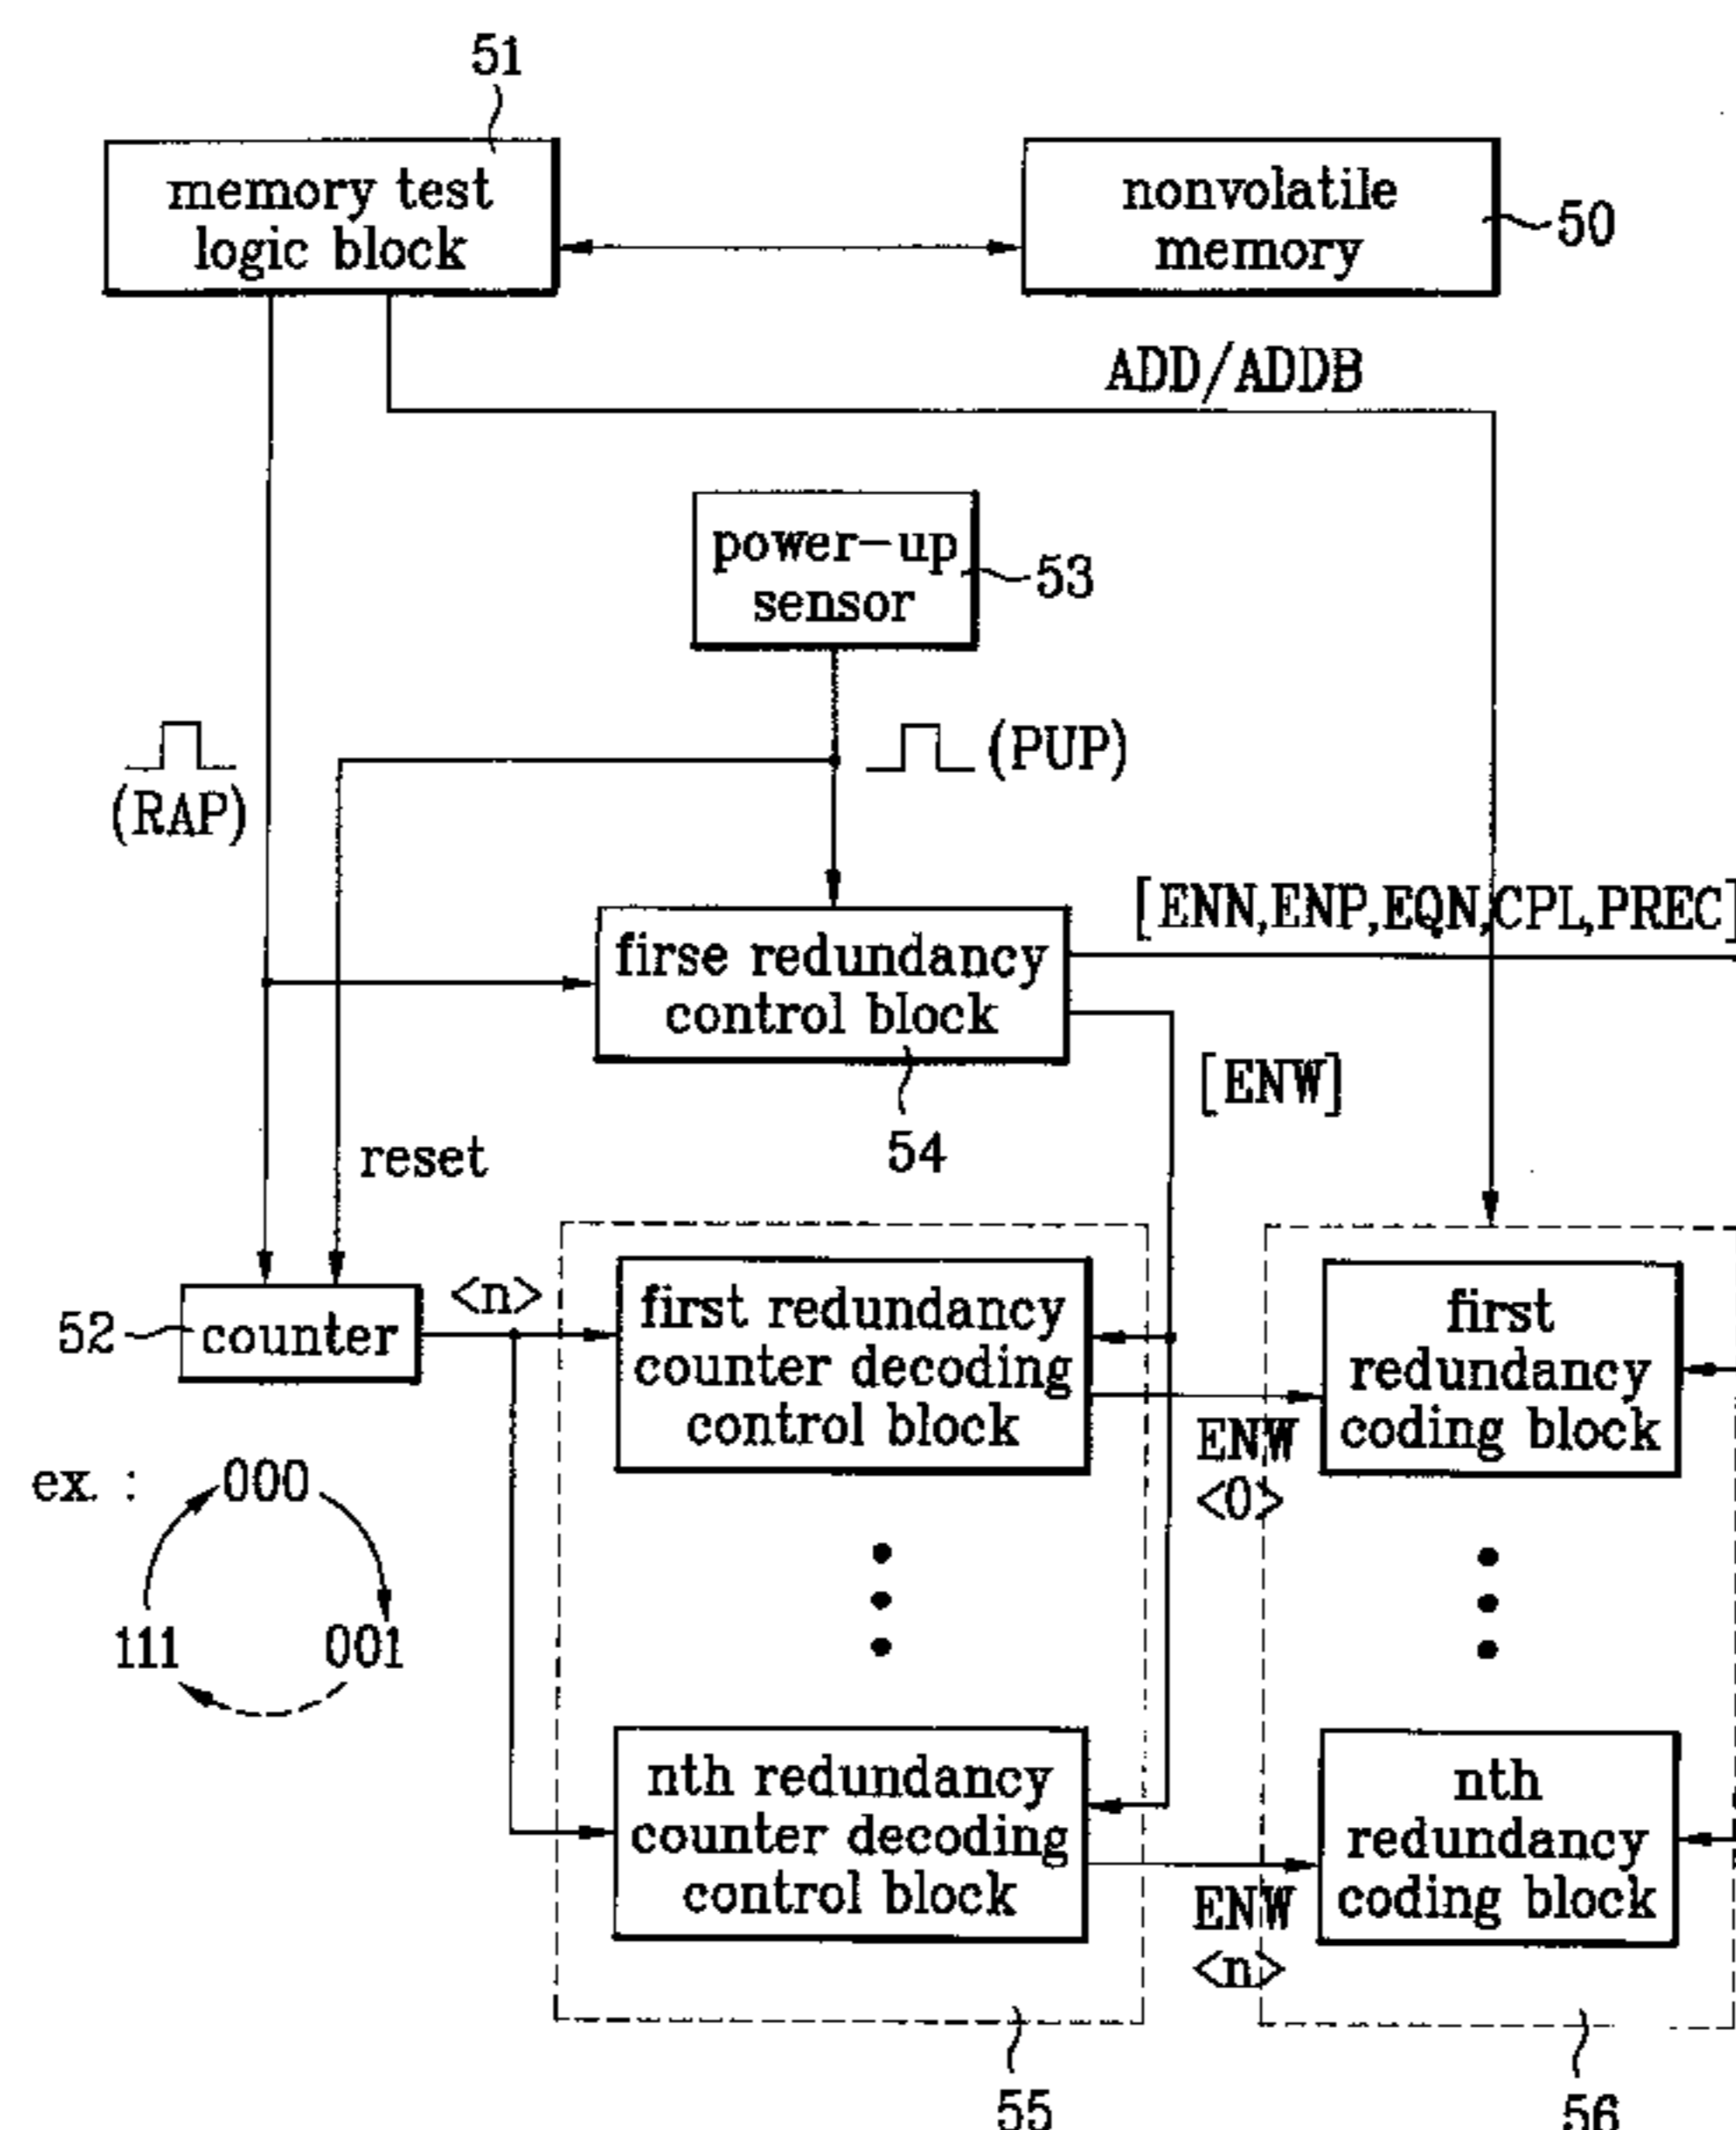 51
memory test
logic block
nonvolatile
memory
50
ADD/ADDB
power-up
sensor
53
(RAP)
(PUP)
[ENN,ENP,EQN,CPL,PREC]
firse redundancy
control block
[ENW]
54
reset
52
counter
<n>
first redundancy
counter decoding
control block
ENW
<0>
first
redundancy
coding block
ex. :
000
111
001
nth redundancy
counter decoding
control block
ENW
<n>
nth
redundancy
coding block
55
56